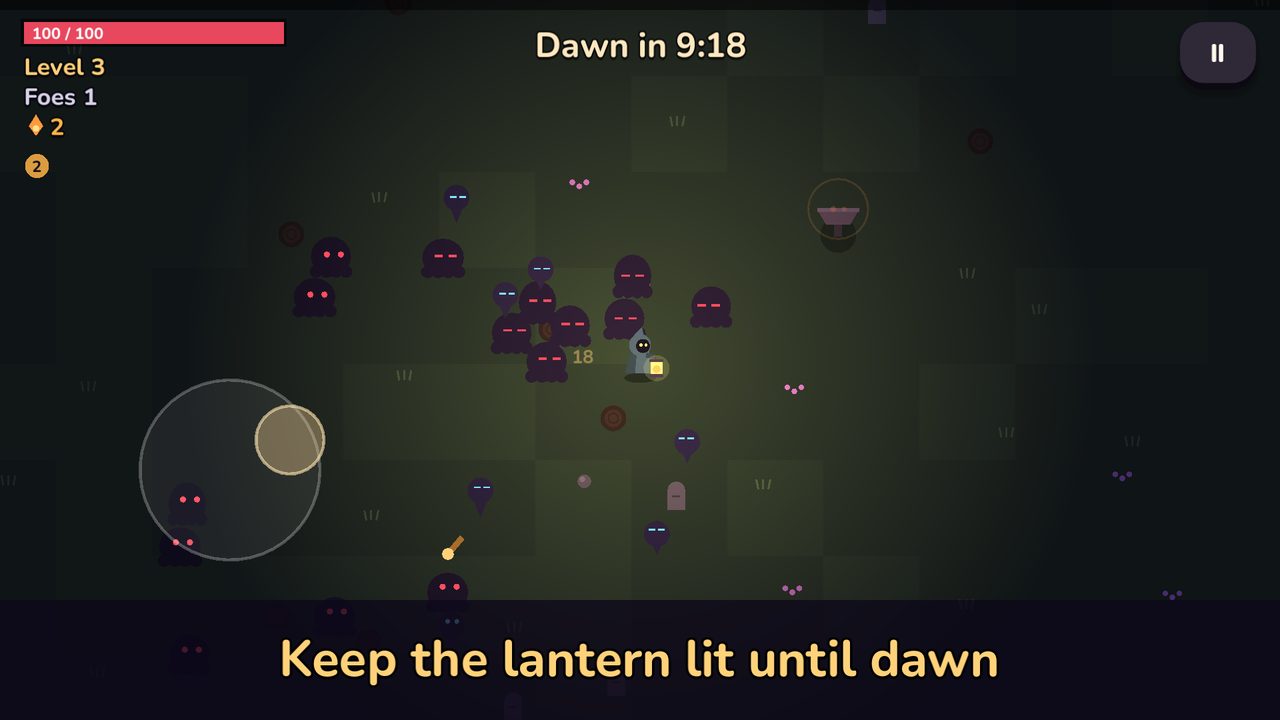 100 / 100
Dawn in 9:18
Level 3
Foes 1
2
2
18
Keep the lantern lit until dawn